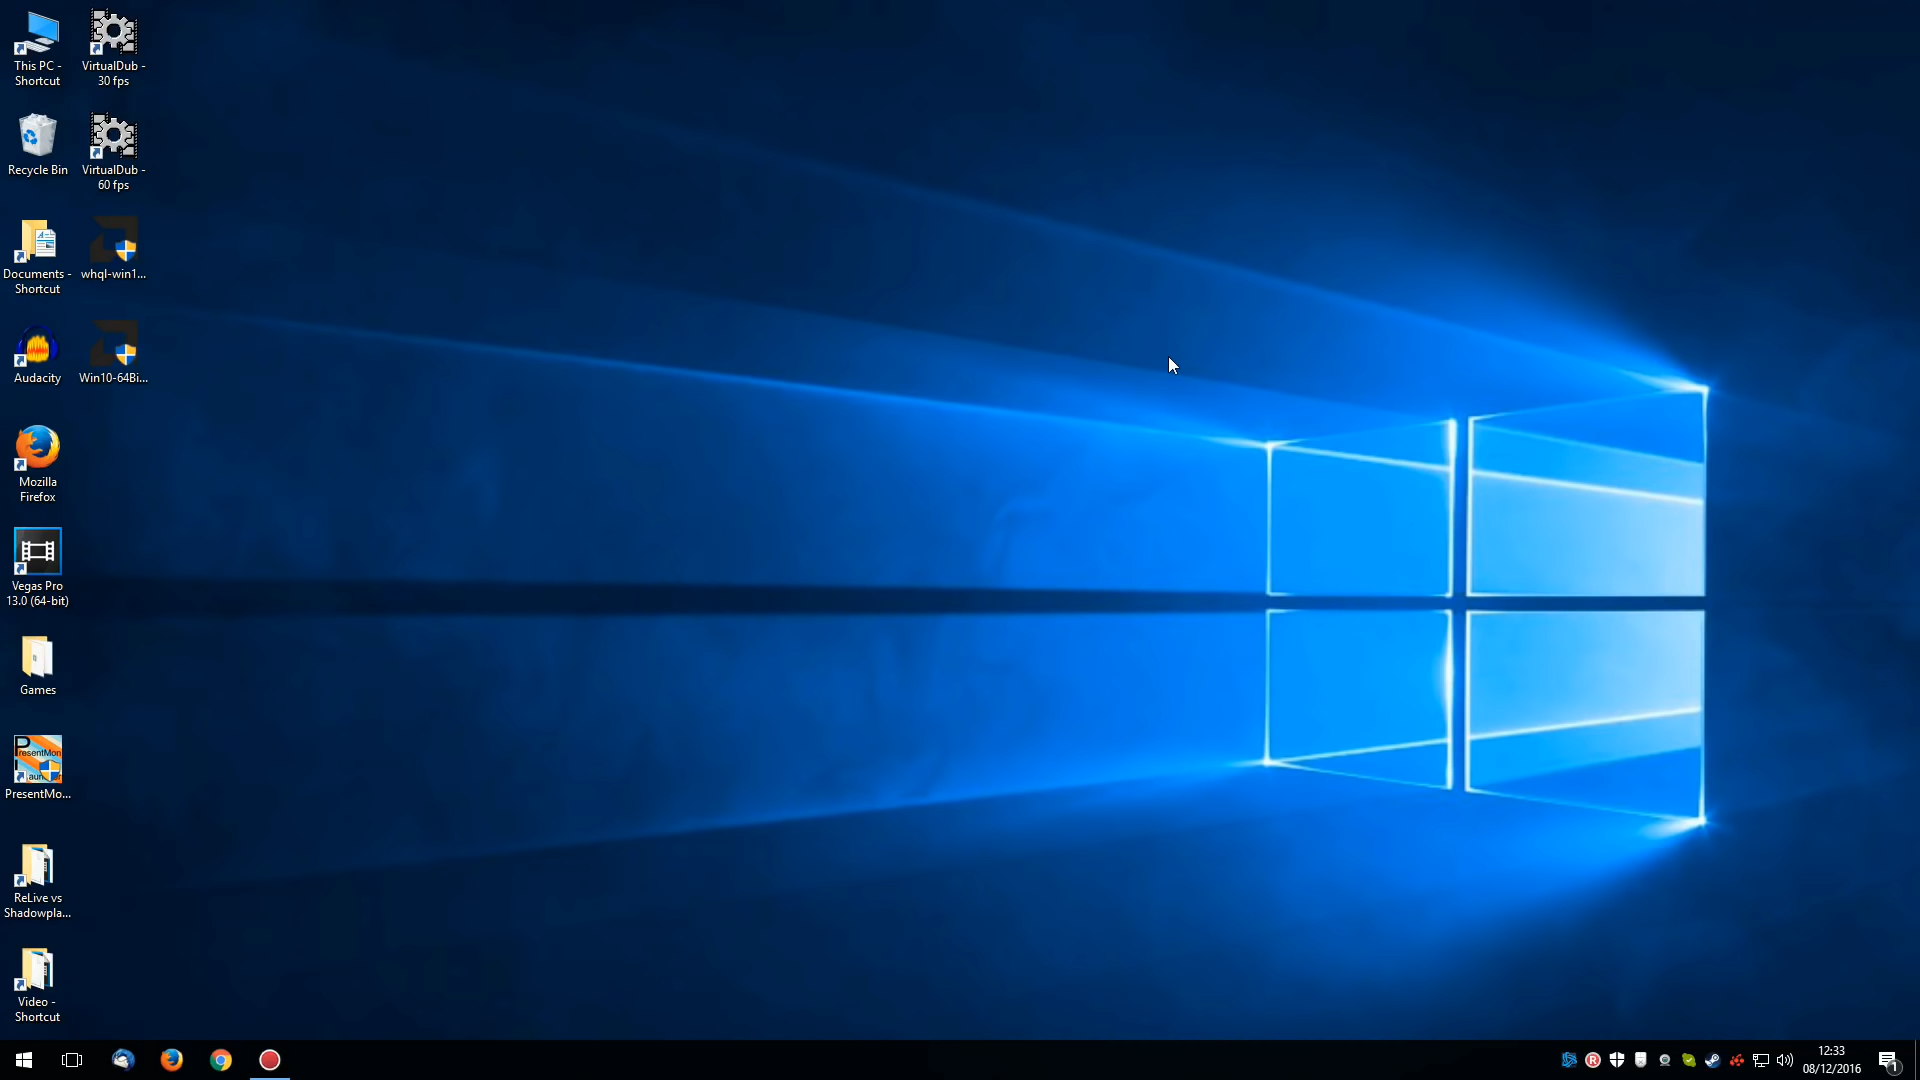 This PC -
Shortcut
VirtualDub -
30 fps
Recycle Bin
VirtualDub -
60 fps
Documents -
Shortcut
whql-win1...
Audacity
Win10-64Bi...
Mozilla
Firefox
Vegas Pro
13.0 (64-bit)
Games
PresentMon
PresentMo...
ReLive vs
Shadowpla...
Video -
Shortcut
12:33
08/12/2016
1